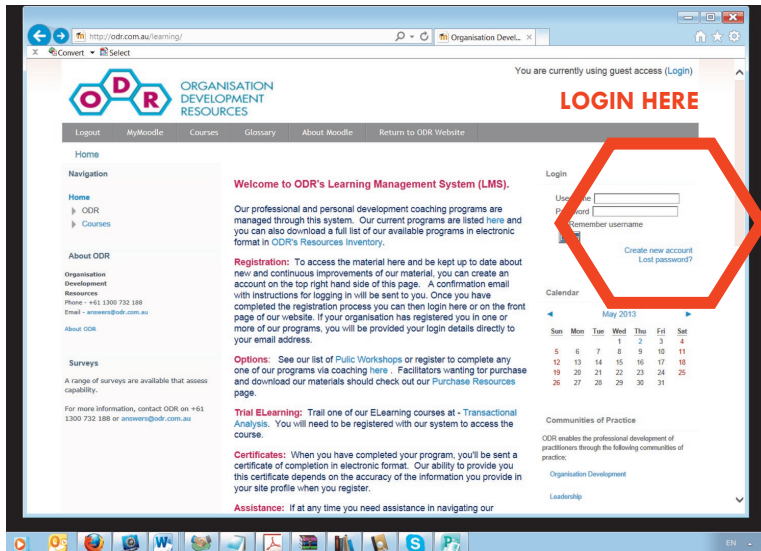 http://odr.com.au/learning/
Organisation Devel...
Convert
Select
You are currently using guest access (Login)
ODR
ORGANISATION
DEVELOPMENT
RESOURCES
LOGIN HERE
Logout MyMoodle Courses Glossary About Moodle Return to ODR Website
Home
Navigation
Home
ODR
Courses
About ODR
Organisation
Development
Resources
Phone - +61 1300 732 188
Email - answers@odr.com.au
About ODR
Surveys
A range of surveys are available that assess
capability.
For more information, contact ODR on +61
1300 732 188 or answers@odr.com.au
Welcome to ODR's Learning Management System (LMS).
Our professional and personal development coaching programs are
managed through this system. Our current programs are listed here and
you can also download a full list of our available programs in electronic
format in ODR's Resources Inventory.
Registration: To access the material here and be kept up to date about
new and continuous improvements of our material, you can create an
account on the top right hand side of this page. A confirmation email
with instructions for logging in will be sent to you. Once you have
completed the registration process you can then login here or on the front
page of our website. If your organisation has registered you in one or
more of our programs, you will be provided your login details directly to
your email address.
Options: See our list of Pulic Workshops or register to complete any
one of our programs via coaching here . Facilitators wanting tor purchase
and download our materials should check out our Purchase Resources
page.
Trial ELearning: Trail one of our ELearning courses at - Transactional
Analysis. You will need to be registered with our system to access the
course.
Certificates: When you have completed your program, you'll be sent a
certificate of completion in electronic format. Our ability to provide you
this certificate depends on the accuracy of the information you provide in
your site profile when you register.
Assistance: If at any time you need assistance in navigating our
Login
Remember username
Create new account
Lost password?
Calendar
May 2013
Sun Mon Tue Wed Thu Fri Sat
1 2 3 4
5 6 7 8 9 10 11
12 13 14 15 16 17 18
19 20 21 22 23 24 25
26 27 28 29 30 31
Communities of Practice
ODR enables the professional development of
practitioners through the following communities of
practice;
Organisation Development
Leadership
EN